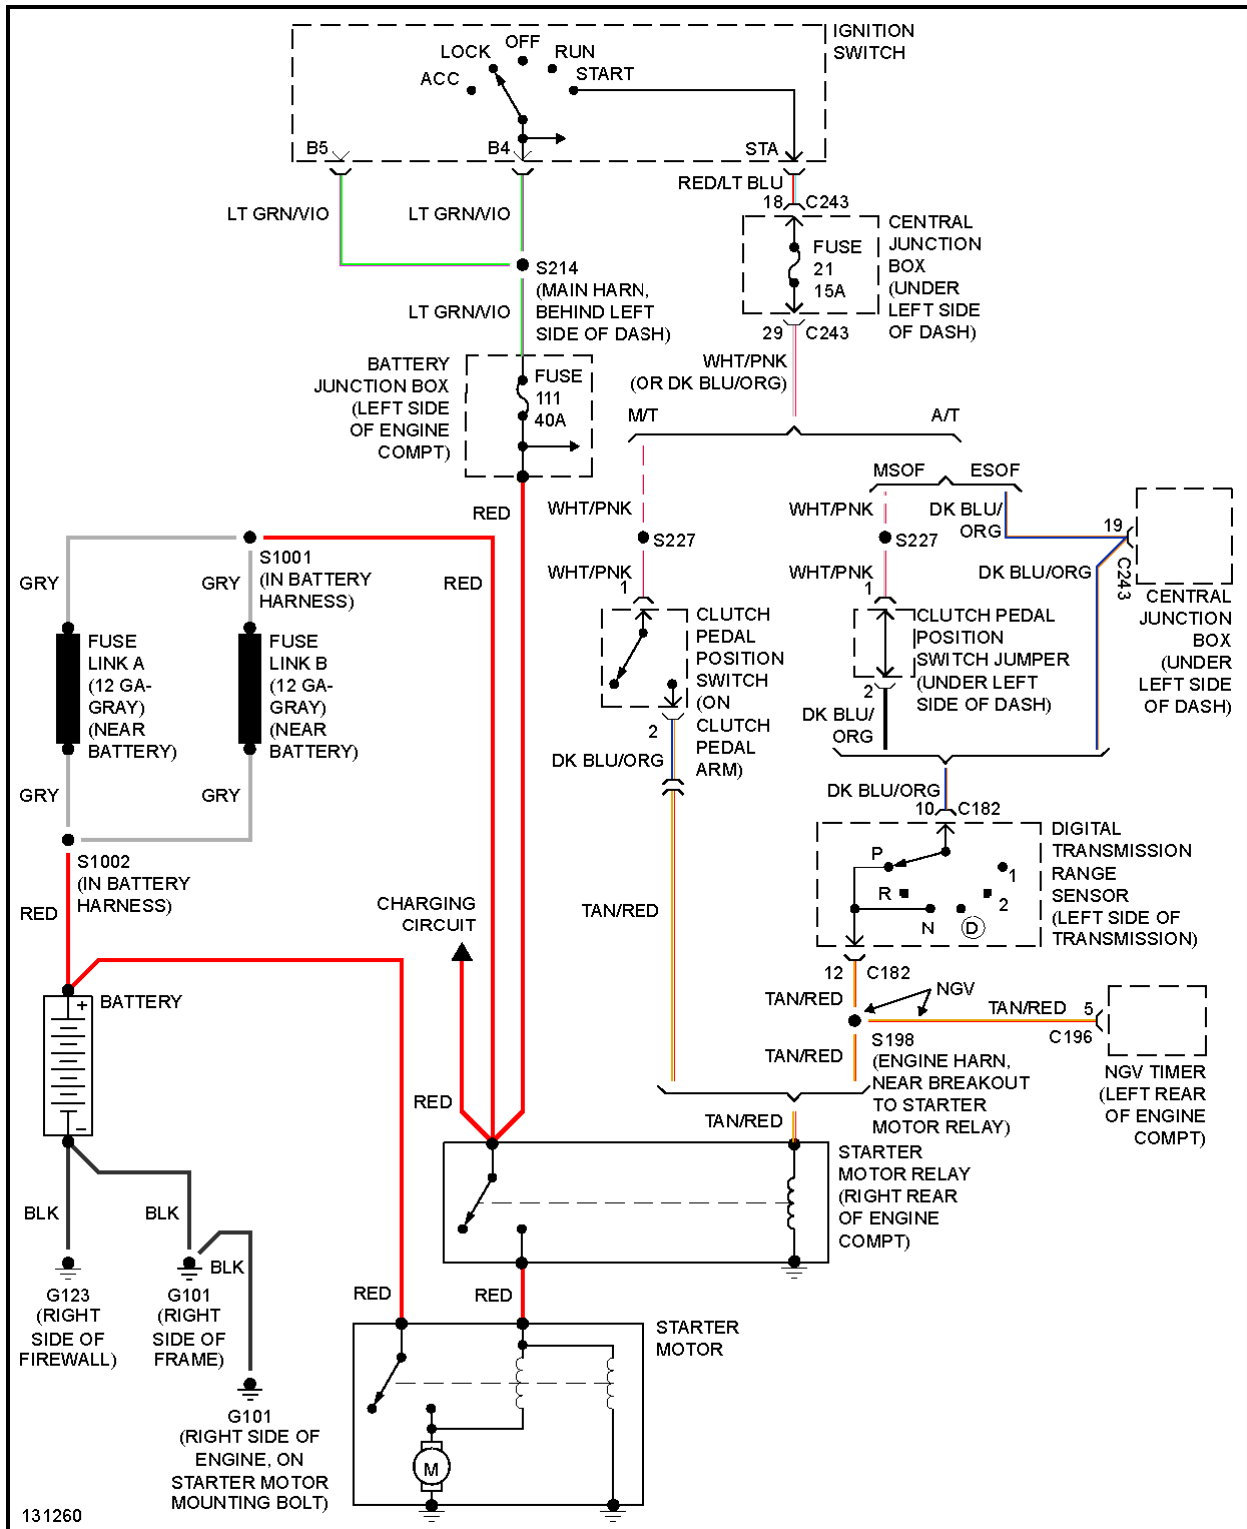 IGNITION
SWITCH
OFF
LOCK
RUN
ACC
START
B5
B4
STA
RED/LT BLU
18
C243
LT GRN/VIO
LT GRN/VIO
CENTRAL
JUNCTION
BOX
(UNDER
LEFT SIDE
OF DASH)
FUSE
21
15A
S214
(MAIN HARN,
BEHIND LEFT
SIDE OF DASH)
LT GRN/VIO
29
C243
BATTERY
JUNCTION BOX
(LEFT SIDE
OF ENGINE
COMPT)
FUSE
111
40A
WHT/PNK
(OR DK BLU/ORG)
M/T
A/T
MSOF
ESOF
RED
WHT/PNK
WHT/PNK
DK BLU/
ORG
19
C243
S227
S227
DK BLU/ORG
S1001
(IN BATTERY
HARNESS)
GRY
GRY
RED
WHT/PNK
1
WHT/PNK
1
CENTRAL
JUNCTION
BOX
(UNDER
LEFT SIDE
OF DASH)
FUSE
LINK A
(12 GA-
GRAY)
(NEAR
BATTERY)
FUSE
LINK B
(12 GA-
GRAY)
(NEAR
BATTERY)
CLUTCH
PEDAL
POSITION
SWITCH
(ON
CLUTCH
PEDAL
ARM)
CLUTCH PEDAL
POSITION
SWITCH JUMPER
(UNDER LEFT
SIDE OF DASH)
2
DK BLU/
ORG
2
DK BLU/ORG
GRY
GRY
DK BLU/ORG
10
C182
S1002
(IN BATTERY
HARNESS)
RED
DIGITAL
TRANSMISSION
RANGE
SENSOR
(LEFT SIDE OF
TRANSMISSION)
P
R
N
D
2
1
CHARGING
CIRCUIT
TAN/RED
12
C182
BATTERY
+
-
TAN/RED
NGV
TAN/RED
5
C196
TAN/RED
S198
(ENGINE HARN,
NEAR BREAKOUT
TO STARTER
MOTOR RELAY)
NGV TIMER
(LEFT REAR
OF ENGINE
COMPT)
RED
TAN/RED
STARTER
MOTOR RELAY
(RIGHT REAR
OF ENGINE
COMPT)
BLK
BLK
BLK
G123
(RIGHT
SIDE OF
FIREWALL)
G101
(RIGHT
SIDE OF
FRAME)
RED
RED
STARTER
MOTOR
G101
(RIGHT SIDE OF
ENGINE, ON
STARTER MOTOR
MOUNTING BOLT)
M
131260